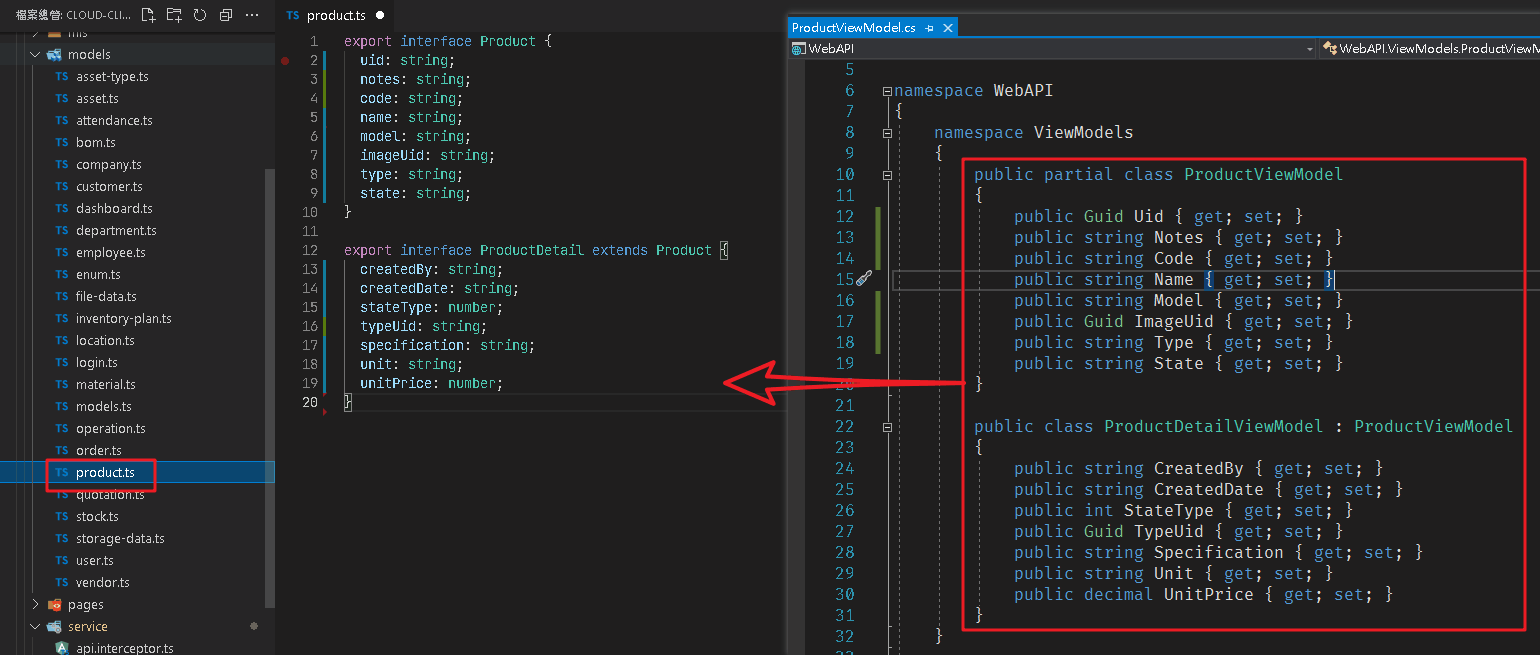 檔案總管: CLOUD-CLI...
mis
models
TS asset-type.ts
TS asset.ts
TS attendance.ts
TS bom.ts
TS company.ts
TS customer.ts
TS dashboard.ts
TS department.ts
TS employee.ts
TS enum.ts
TS file-data.ts
TS inventory-plan.ts
TS location.ts
TS login.ts
TS material.ts
TS models.ts
TS operation.ts
TS order.ts
TS product.ts
TS quotation.ts
TS stock.ts
TS storage-data.ts
TS user.ts
TS vendor.ts
pages
service
api.interceptor.ts
TS product.ts
1 export interface Product {
2 uid: string;
3 notes: string;
4 code: string;
5 name: string;
6 model: string;
7 imageUid: string;
8 type: string;
9 state: string;
10 }
11
12 export interface ProductDetail extends Product {
13 createdBy: string;
14 createdDate: string;
15 stateType: number;
16 typeUid: string;
17 specification: string;
18 unit: string;
19 unitPrice: number;
20 }
ProductViewModel.cs
WebAPI
WebAPI.ViewModels.ProductViewM
5
6 namespace WebAPI
7 {
8 namespace ViewModels
9 {
10 public partial class ProductViewModel
11 {
12 public Guid Uid { get; set; }
13 public string Notes { get; set; }
14 public string Code { get; set; }
15 public string Name { get; set; }
16 public string Model { get; set; }
17 public Guid ImageUid { get; set; }
18 public string Type { get; set; }
19 public string State { get; set; }
20 }
21
22 public class ProductDetailViewModel : ProductViewModel
23 {
24 public string CreatedBy { get; set; }
25 public string CreatedDate { get; set; }
26 public int StateType { get; set; }
27 public Guid TypeUid { get; set; }
28 public string Specification { get; set; }
29 public string Unit { get; set; }
30 public decimal UnitPrice { get; set; }
31 }
32 }